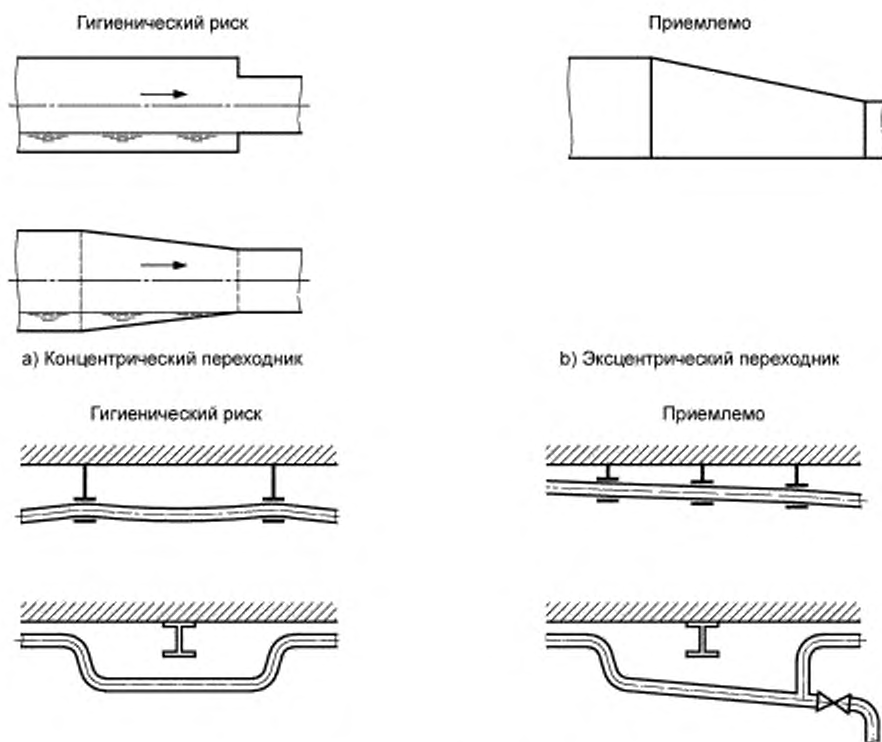 Гигиенический риск
Приемлемо
а) Концентрический переходник
b) Эксцентрический переходник
Гигиенический риск
Приемлемо